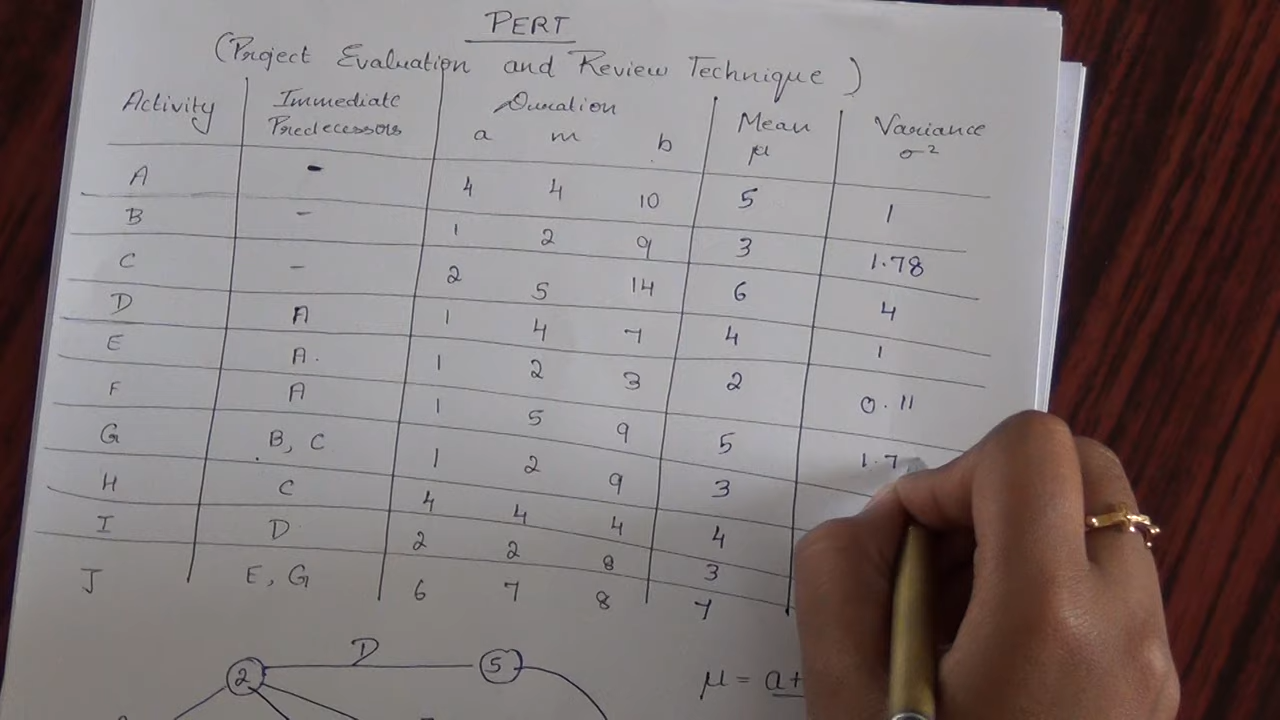 PERT
(Project Evaluation and Review Technique)
Activity Immediate Predecessors Duration a m b Mean μ Variance σ²
A - 4 4 10 5 1
B - 1 2 9 3 1.78
C - 2 5 14 6 4
D A 1 4 7 4 1
E A. 1 2 3 2 0.11
F A 1 5 9 5 1.7
G B, C 1 2 9 3
H C 4 4 4 4
I D 2 2 8 3
J E, G 6 7 8 7
D
2 5
μ = a+